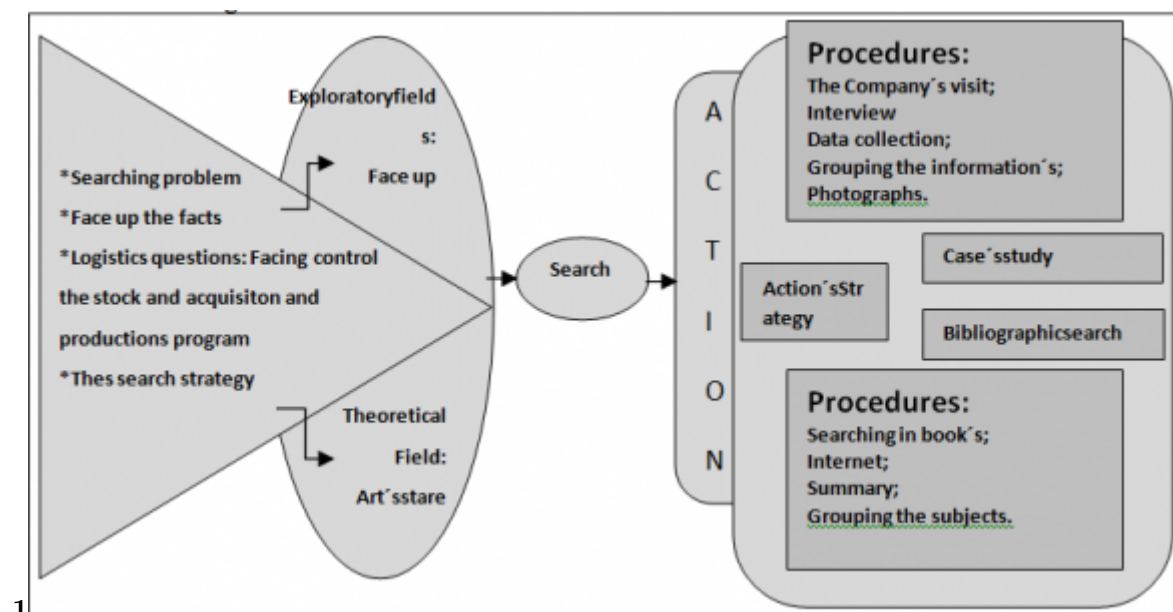 *Searching problem
*Face up the facts
*Logistics questions: Facing control
the stock and acquisiton and
productions program
*Thes search strategy
Exploratoryfield
s:
Face up
Theoretical
Field:
Art´sstare
Search
A
C
T
I
O
N
Procedures:
The Company´s visit;
Interview
Data collection;
Grouping the information´s;
Photographs.
Action´sStr
ategy
Case´sstudy
Bibliographicsearch
Procedures:
Searching in book´s;
Internet;
Summary;
Grouping the subjects.
1